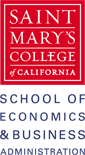 SAINT
MARY'S
COLLEGE
of CALIFORNIA
SCHOOL OF
ECONOMICS
& BUSINESS
ADMINISTRATION